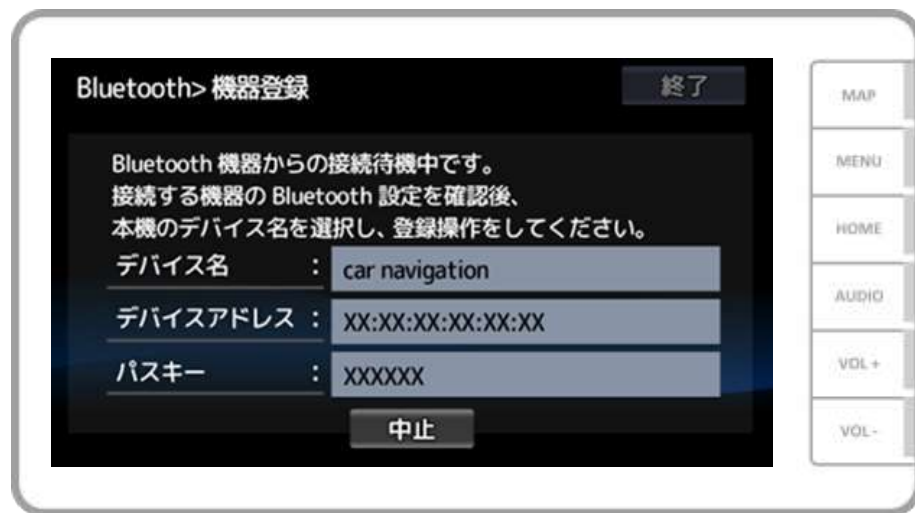 Bluetooth> 機器登録
終了
Bluetooth 機器からの接続待機中です。
接続する機器の Bluetooth 設定を確認後、
本機のデバイス名を選択し、登録操作をしてください。
デバイス名 : car navigation
デバイスアドレス : XX:XX:XX:XX:XX:XX
パスキー : XXXXXX
中止
MAP
MENU
HOME
AUDIO
VOL +
VOL -